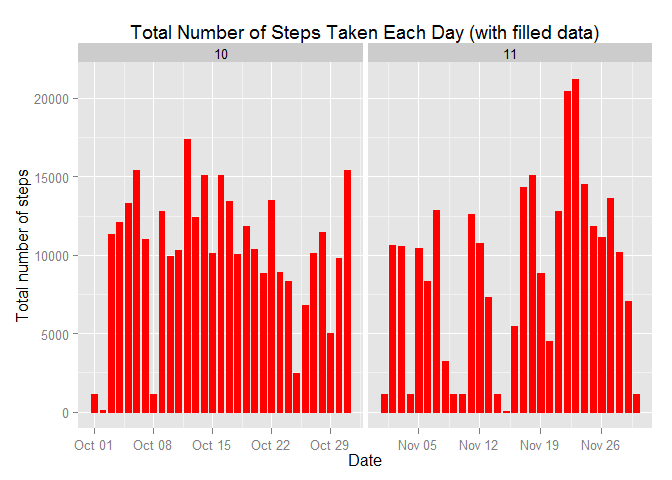 Total Number of Steps Taken Each Day (with filled data)
10 11
Total number of steps
20000
15000
10000
5000
0
Oct 01 Oct 08 Oct 15 Oct 22 Oct 29 Nov 05 Nov 12 Nov 19 Nov 26
Date